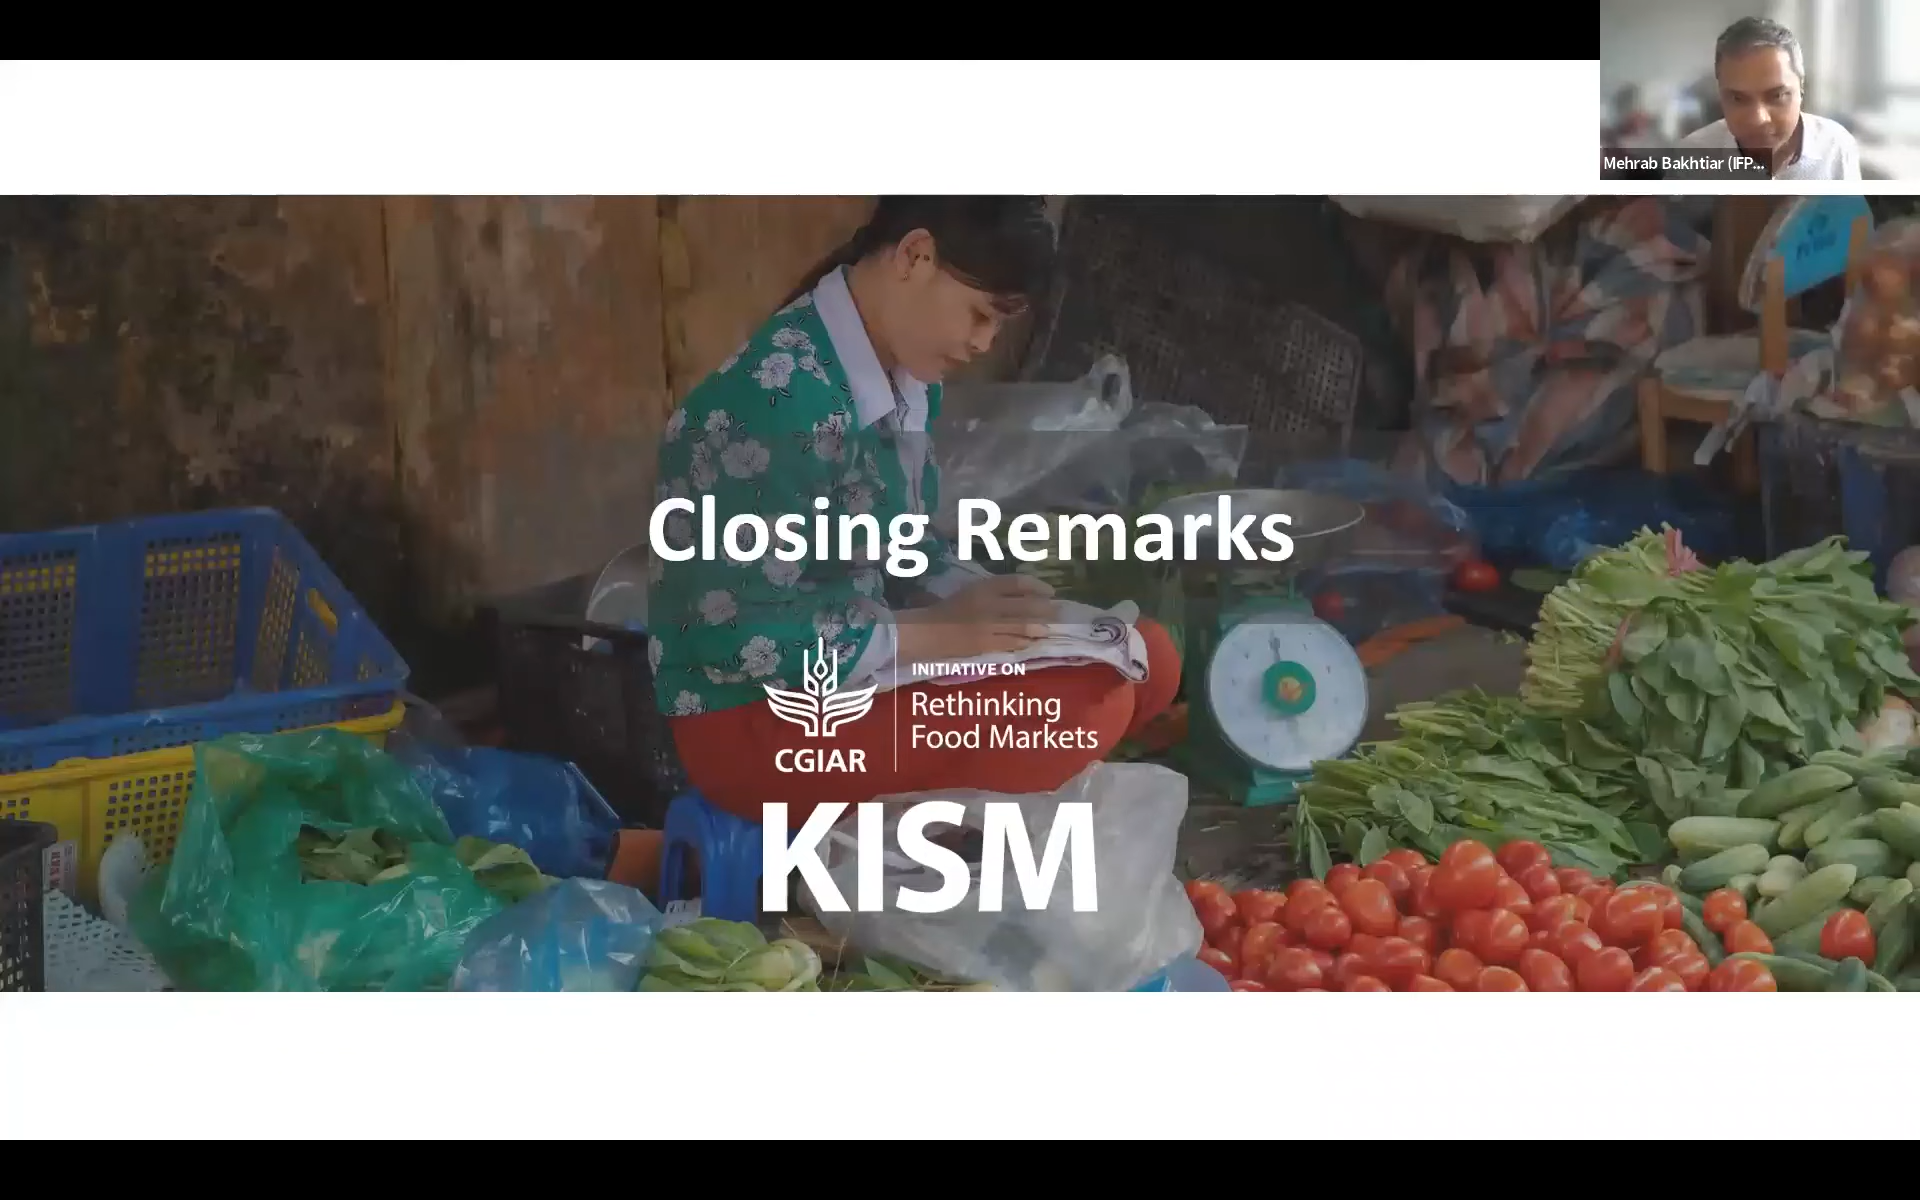 Mehrab Bakhtiar (IFP...
Closing Remarks
INITIATIVE ON
Rethinking
Food Markets
CGIAR
KISM